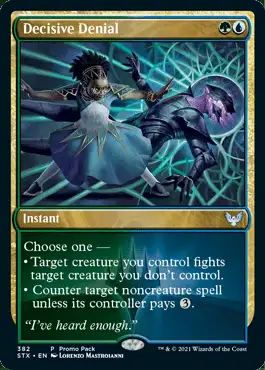 Decisive Denial
Instant
Choose one —
• Target creature you control fights
target creature you don't control.
• Counter target noncreature spell
unless its controller pays 3.
"I've heard enough."
382 P Promo Pack
STX • EN Lorenzo Mastroianni
™ & © 2021 Wizards of the Coast